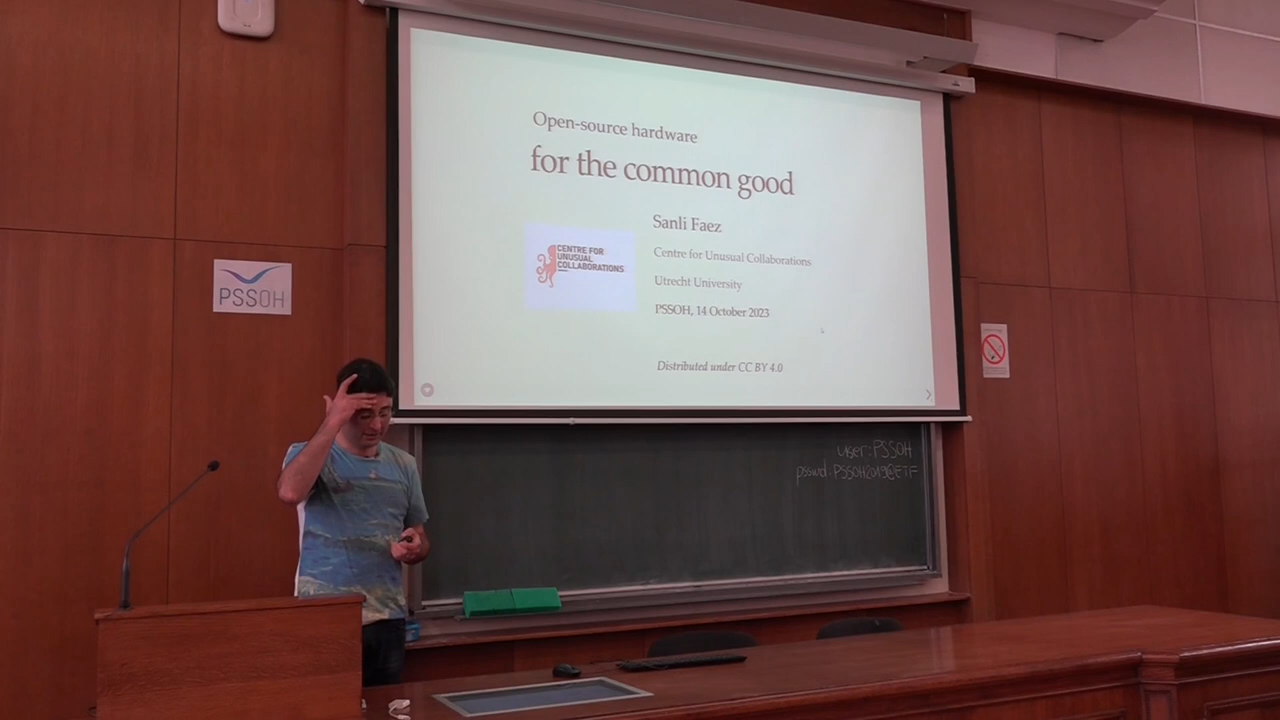 Open-source hardware
for the common good
Sanli Faez
CENTRE FOR
UNUSUAL
COLLABORATIONS
Centre for Unusual Collaborations
Utrecht University
PSSOH, 14 October 2023
Distributed under CC BY 4.0
PSSOH
user: PSSOH
psswd: PSSOH2019@ETF